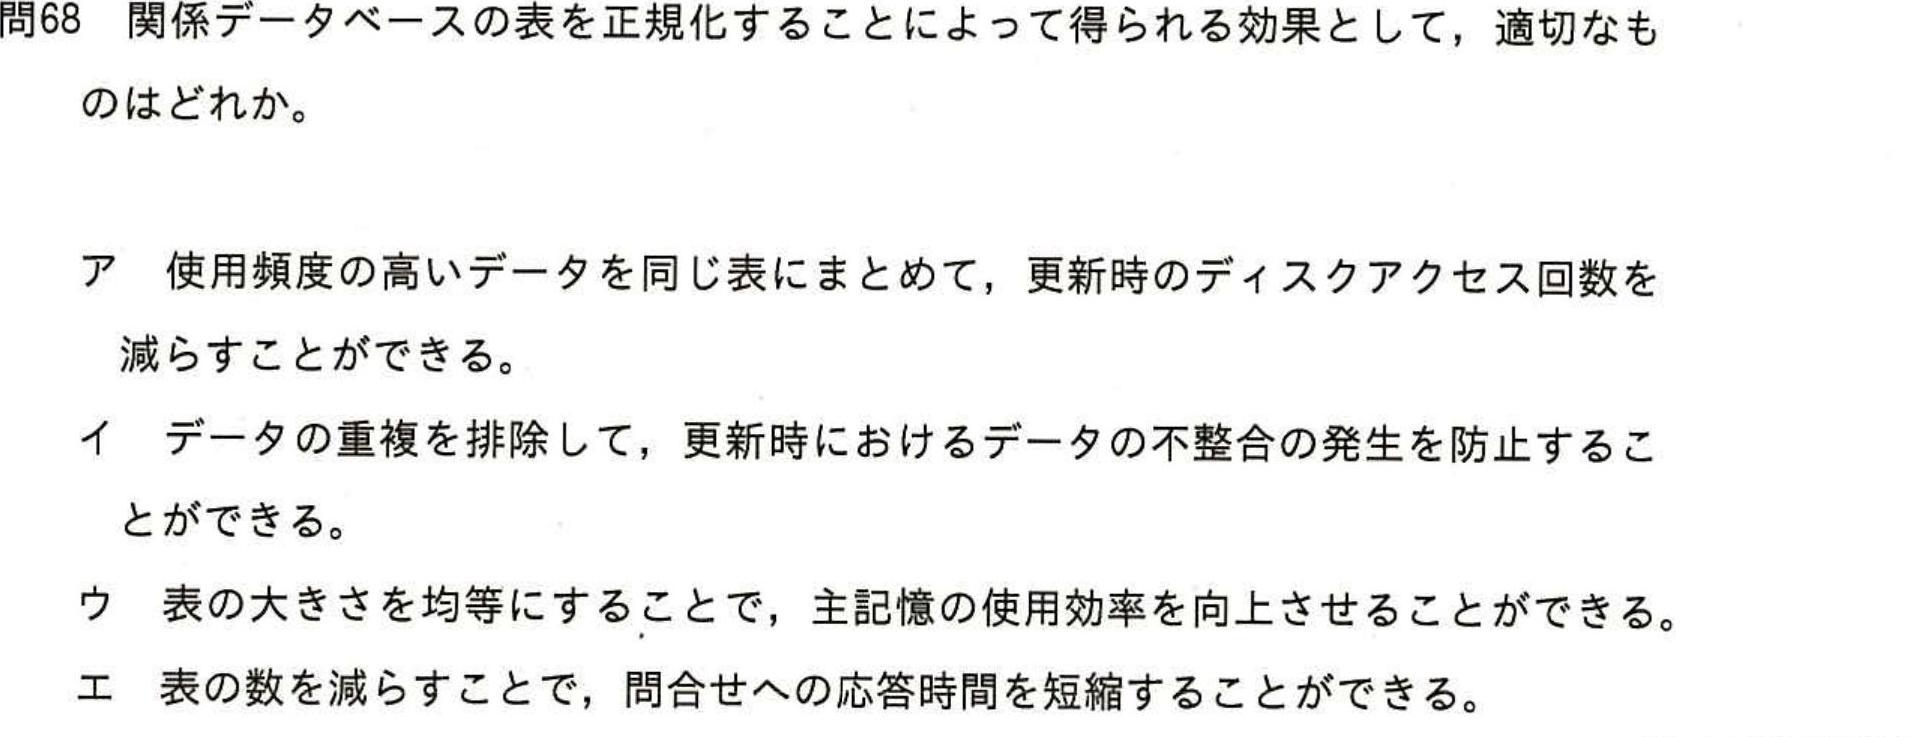 問68　関係データベースの表を正規化することによって得られる効果として，適切なも
のはどれか。
ア　使用頻度の高いデータを同じ表にまとめて，更新時のディスクアクセス回数を
減らすことができる。
イ　データの重複を排除して，更新時におけるデータの不整合の発生を防止するこ
とができる。
ウ　表の大きさを均等にすることで，主記憶の使用効率を向上させることができる。
エ　表の数を減らすことで，問合せへの応答時間を短縮することができる。